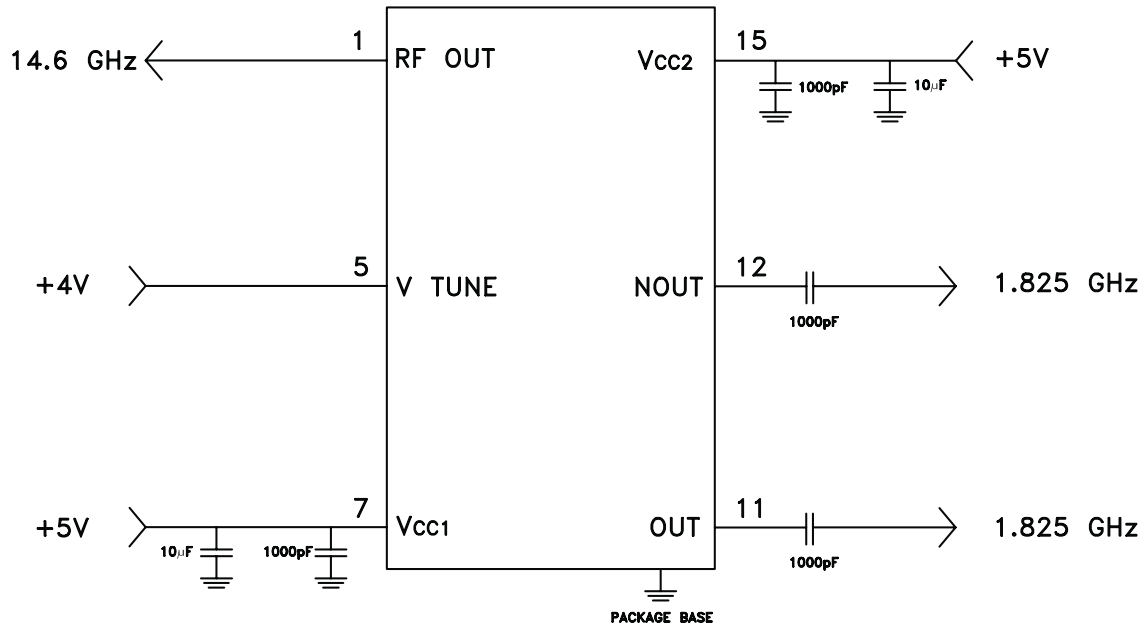 14.6 GHz
1
RF OUT
VCC2
15
+5V
1000pF
10µF
+4V
5
V TUNE
NOUT
12
1.825 GHz
1000pF
+5V
7
VCC1
OUT
11
1.825 GHz
10µF
1000pF
1000pF
PACKAGE BASE